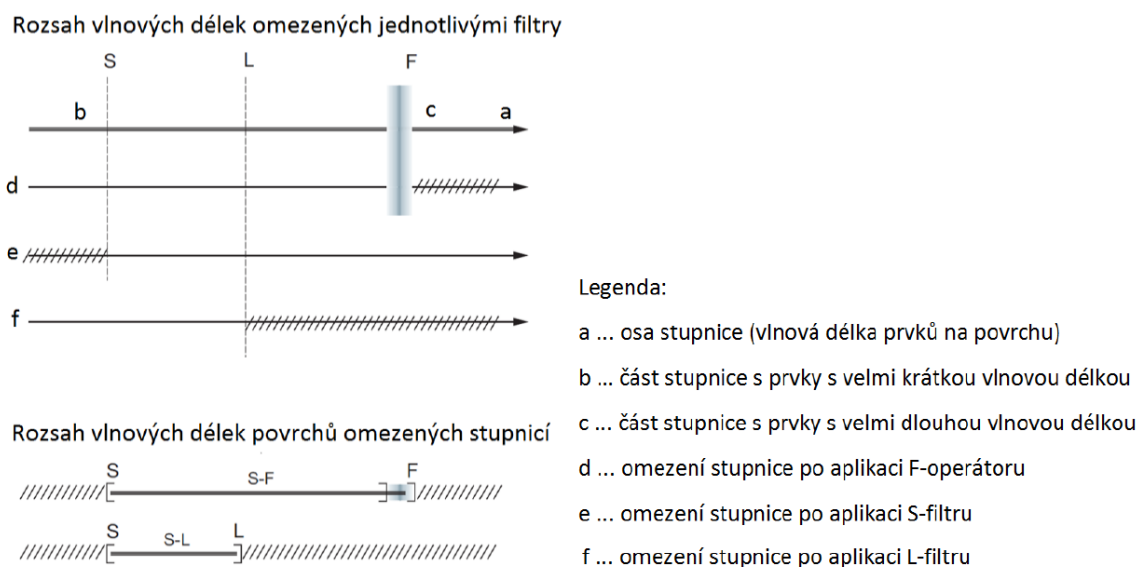 Rozsah vlnových délek omezených jednotlivými filtry
S L F
b c a
d
e
f
Legenda:
a ... osa stupnice (vlnová délka prvků na povrchu)
b ... část stupnice s prvky s velmi krátkou vlnovou délkou
c ... část stupnice s prvky s velmi dlouhou vlnovou délkou
d ... omezení stupnice po aplikaci F-operátoru
e ... omezení stupnice po aplikaci S-filtru
f ... omezení stupnice po aplikaci L-filtru
Rozsah vlnových délek povrchů omezených stupnicí
S S-F F
S S-L L